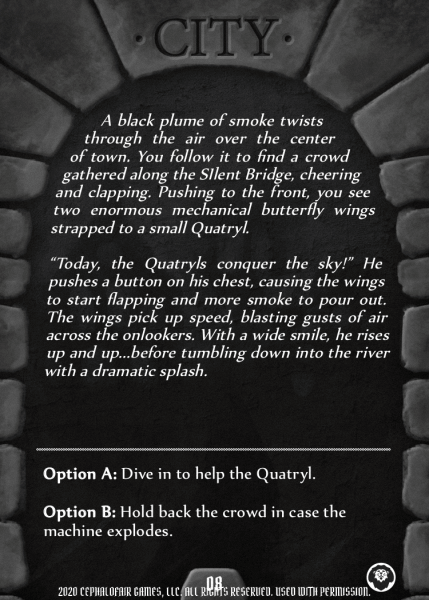 · CITY ·
A black plume of smoke twists
through the air over the center
of town. You follow it to find a crowd
gathered along the SIlent Bridge, cheering
and clapping. Pushing to the front, you see
two enormous mechanical butterfly wings
strapped to a small Quatryl.
“Today, the Quatryls conquer the sky!” He
pushes a button on his chest, causing the wings
to start flapping and more smoke to pour out.
The wings pick up speed, blasting gusts of air
across the onlookers. With a wide smile, he rises
up and up...before tumbling down into the river
with a dramatic splash.
Option A: Dive in to help the Quatryl.
Option B: Hold back the crowd in case the
machine explodes.
08
2020 CEPHALOFAIR GAMES, LLC. ALL RIGHTS RESERVED. USED WITH PERMISSION.